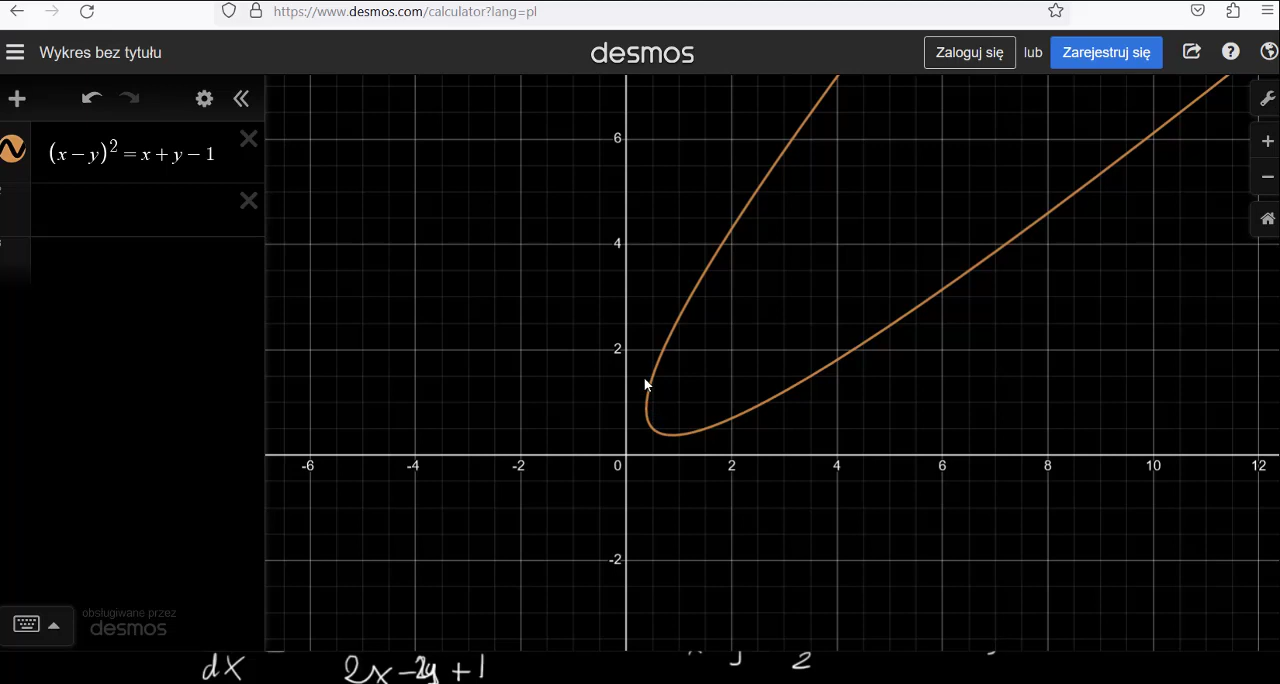 https://www.desmos.com/calculator?lang=pl
Wykres bez tytułu
desmos
Zaloguj się lub Zarejestruj się
(x − y)² = x + y − 1
6
4
2
-6 -4 -2 0 2 4 6 8 10 12
-2
obsługiwane przez
desmos
dx 2x−2y+1 2